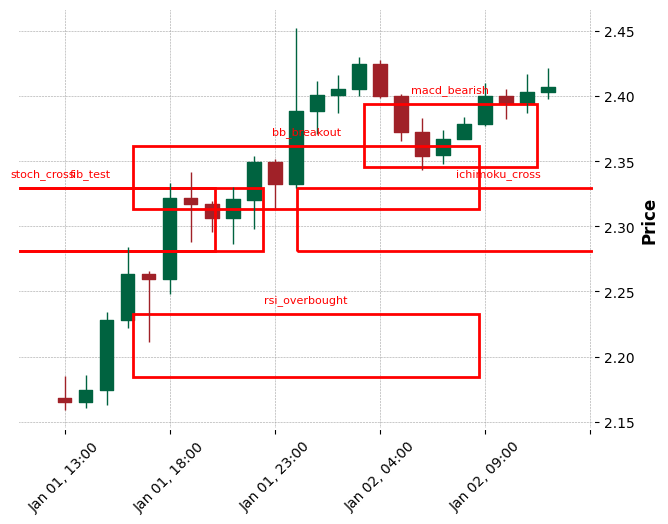 2.45
macd_bearish
2.40
bb_breakout
2.35
stoch_cross
fib_test
ichimoku_cross
2.30
Price
2.25
rsi_overbought
2.20
2.15
Jan 01, 13:00
Jan 01, 18:00
Jan 01, 23:00
Jan 02, 04:00
Jan 02, 09:00